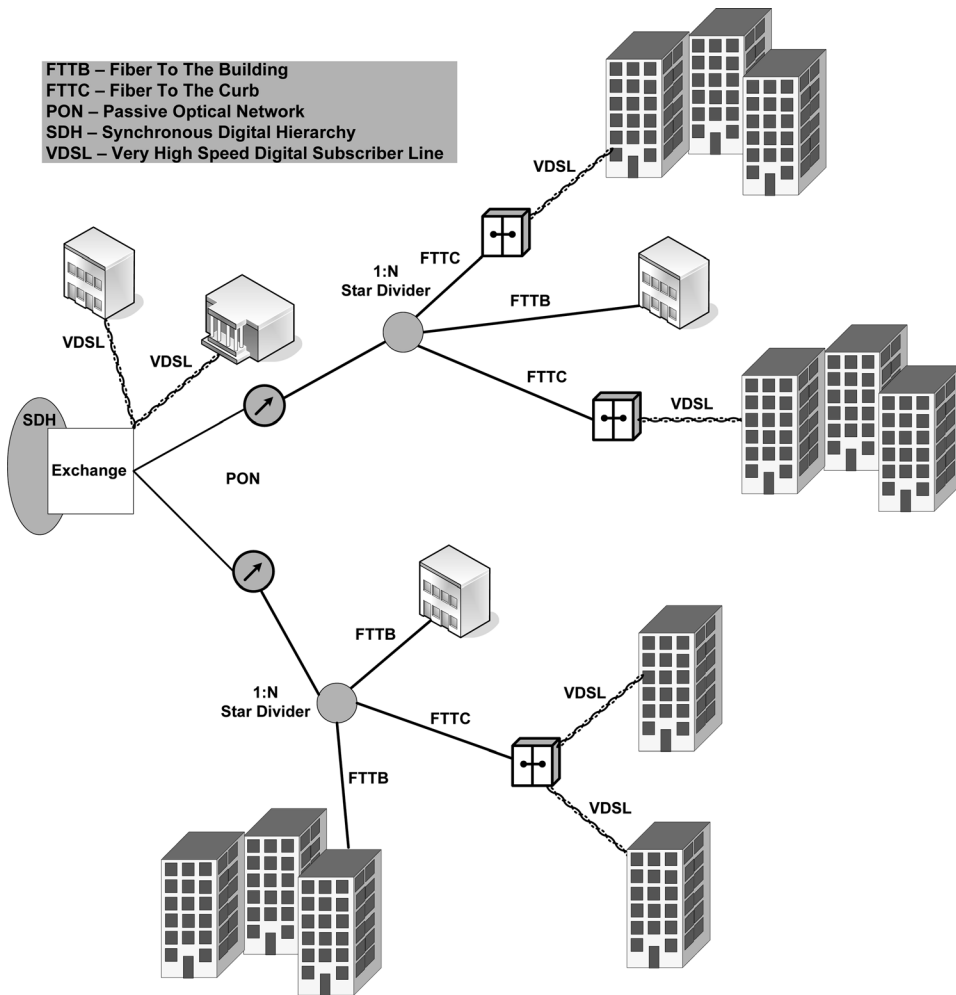 FTTB – Fiber To The Building
FTTC – Fiber To The Curb
PON – Passive Optical Network
SDH – Synchronous Digital Hierarchy
VDSL – Very High Speed Digital Subscriber Line
VDSL
FTTC
1:N
Star Divider
FTTB
VDSL
VDSL
FTTC
VDSL
SDH
Exchange
PON
FTTB
1:N
Star Divider
FTTC
VDSL
FTTB
VDSL